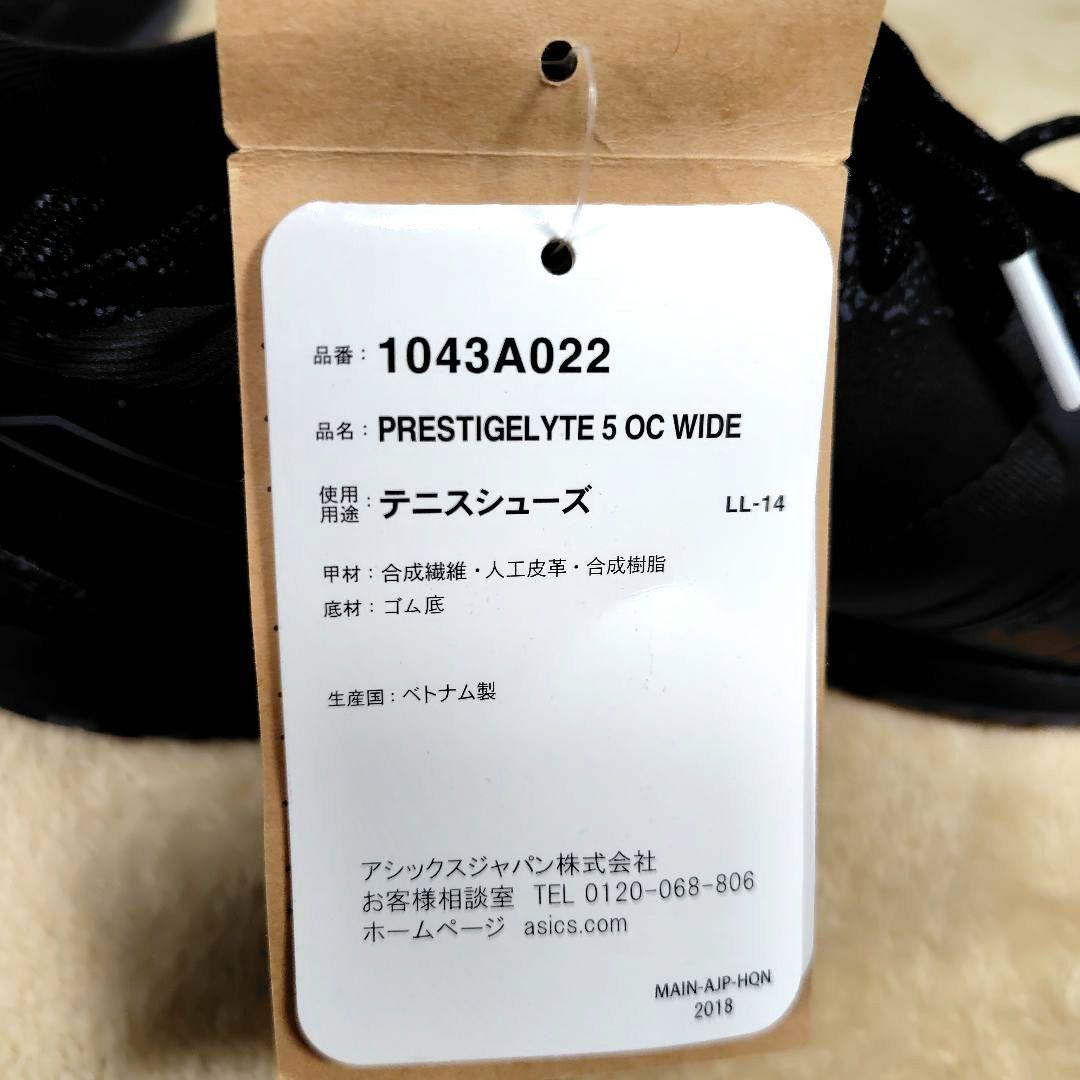 品番：1043A022
品名：PRESTIGELYTE 5 OC WIDE
使用用途：テニスシューズ LL-14
甲材：合成繊維・人工皮革・合成樹脂
底材：ゴム底
生産国：ベトナム製
アシックスジャパン株式会社
お客様相談室 TEL 0120-068-806
ホームページ asics.com
MAIN-AJP-HQN
2018